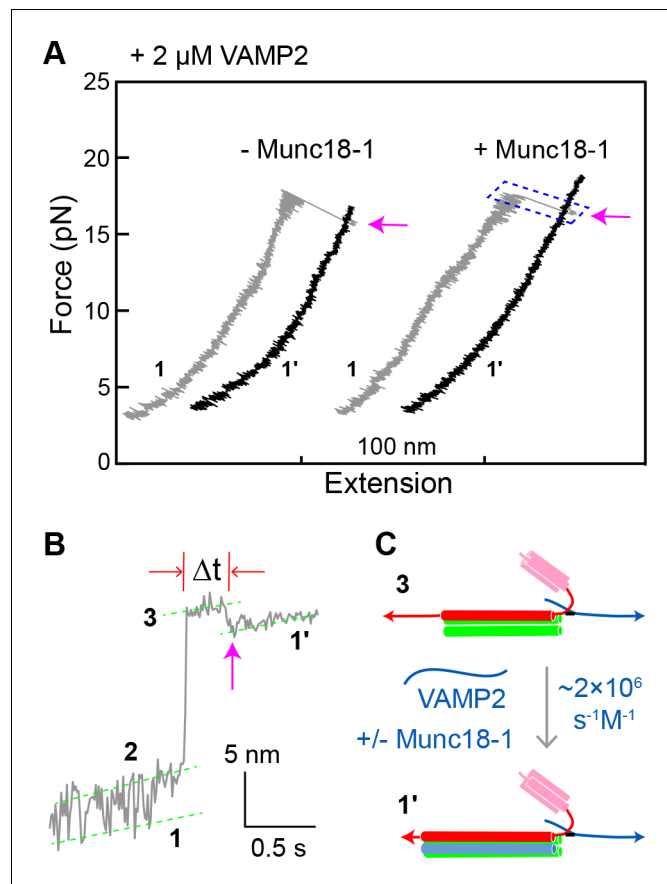 A + 2 μM VAMP2
25
20
15
10
5
0
Force (pN)
- Munc18-1
+ Munc18-1
1
1'
1
1'
100 nm
Extension
B
Δt
3
1'
2
1
5 nm
0.5 s
C
3
VAMP2
+/- Munc18-1
~2×10⁶
s⁻¹M⁻¹
1'